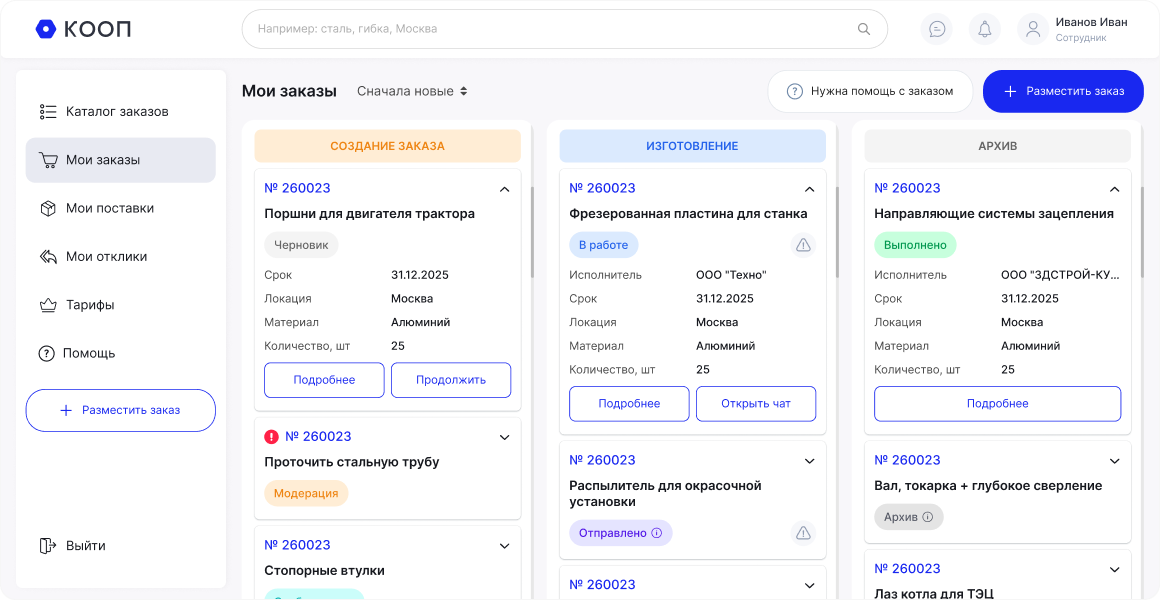 КООП
Например: сталь, гибка, Москва
Иванов Иван
Сотрудник
Каталог заказов
Мои заказы
Мои поставки
Мои отклики
Тарифы
Помощь
Разместить заказ
Выйти
Мои заказы
Сначала новые
Нужна помощь с заказом
Разместить заказ
СОЗДАНИЕ ЗАКАЗА
№ 260023
Поршни для двигателя трактора
Черновик
Срок 31.12.2025
Локация Москва
Материал Алюминий
Количество, шт 25
Подробнее Продолжить
№ 260023
Проточить стальную трубу
Модерация
№ 260023
Стопорные втулки
ИЗГОТОВЛЕНИЕ
№ 260023
Фрезерованная пластина для станка
В работе
Исполнитель ООО "Техно"
Срок 31.12.2025
Локация Москва
Материал Алюминий
Количество, шт 25
Подробнее Открыть чат
№ 260023
Распылитель для окрасочной
установки
Отправлено
№ 260023
АРХИВ
№ 260023
Направляющие системы зацепления
Выполнено
Исполнитель ООО "ЗДСТРОЙ-КУ...
Срок 31.12.2025
Локация Москва
Материал Алюминий
Количество, шт 25
Подробнее
№ 260023
Вал, токарка + глубокое сверление
Архив
№ 260023
Лаз котла для ТЭЦ